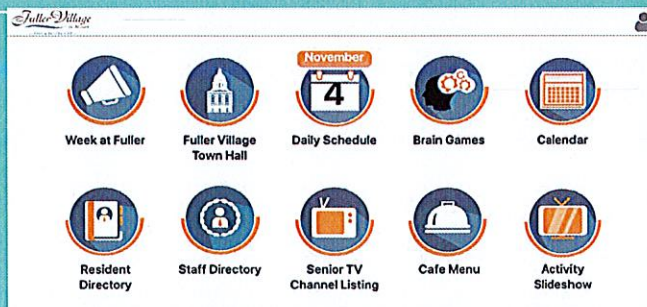 Fuller Village
November
4
Week at Fuller
Fuller Village
Town Hall
Daily Schedule
Brain Games
Calendar
Resident
Directory
Staff Directory
Senior TV
Channel Listing
Cafe Menu
Activity
Slideshow